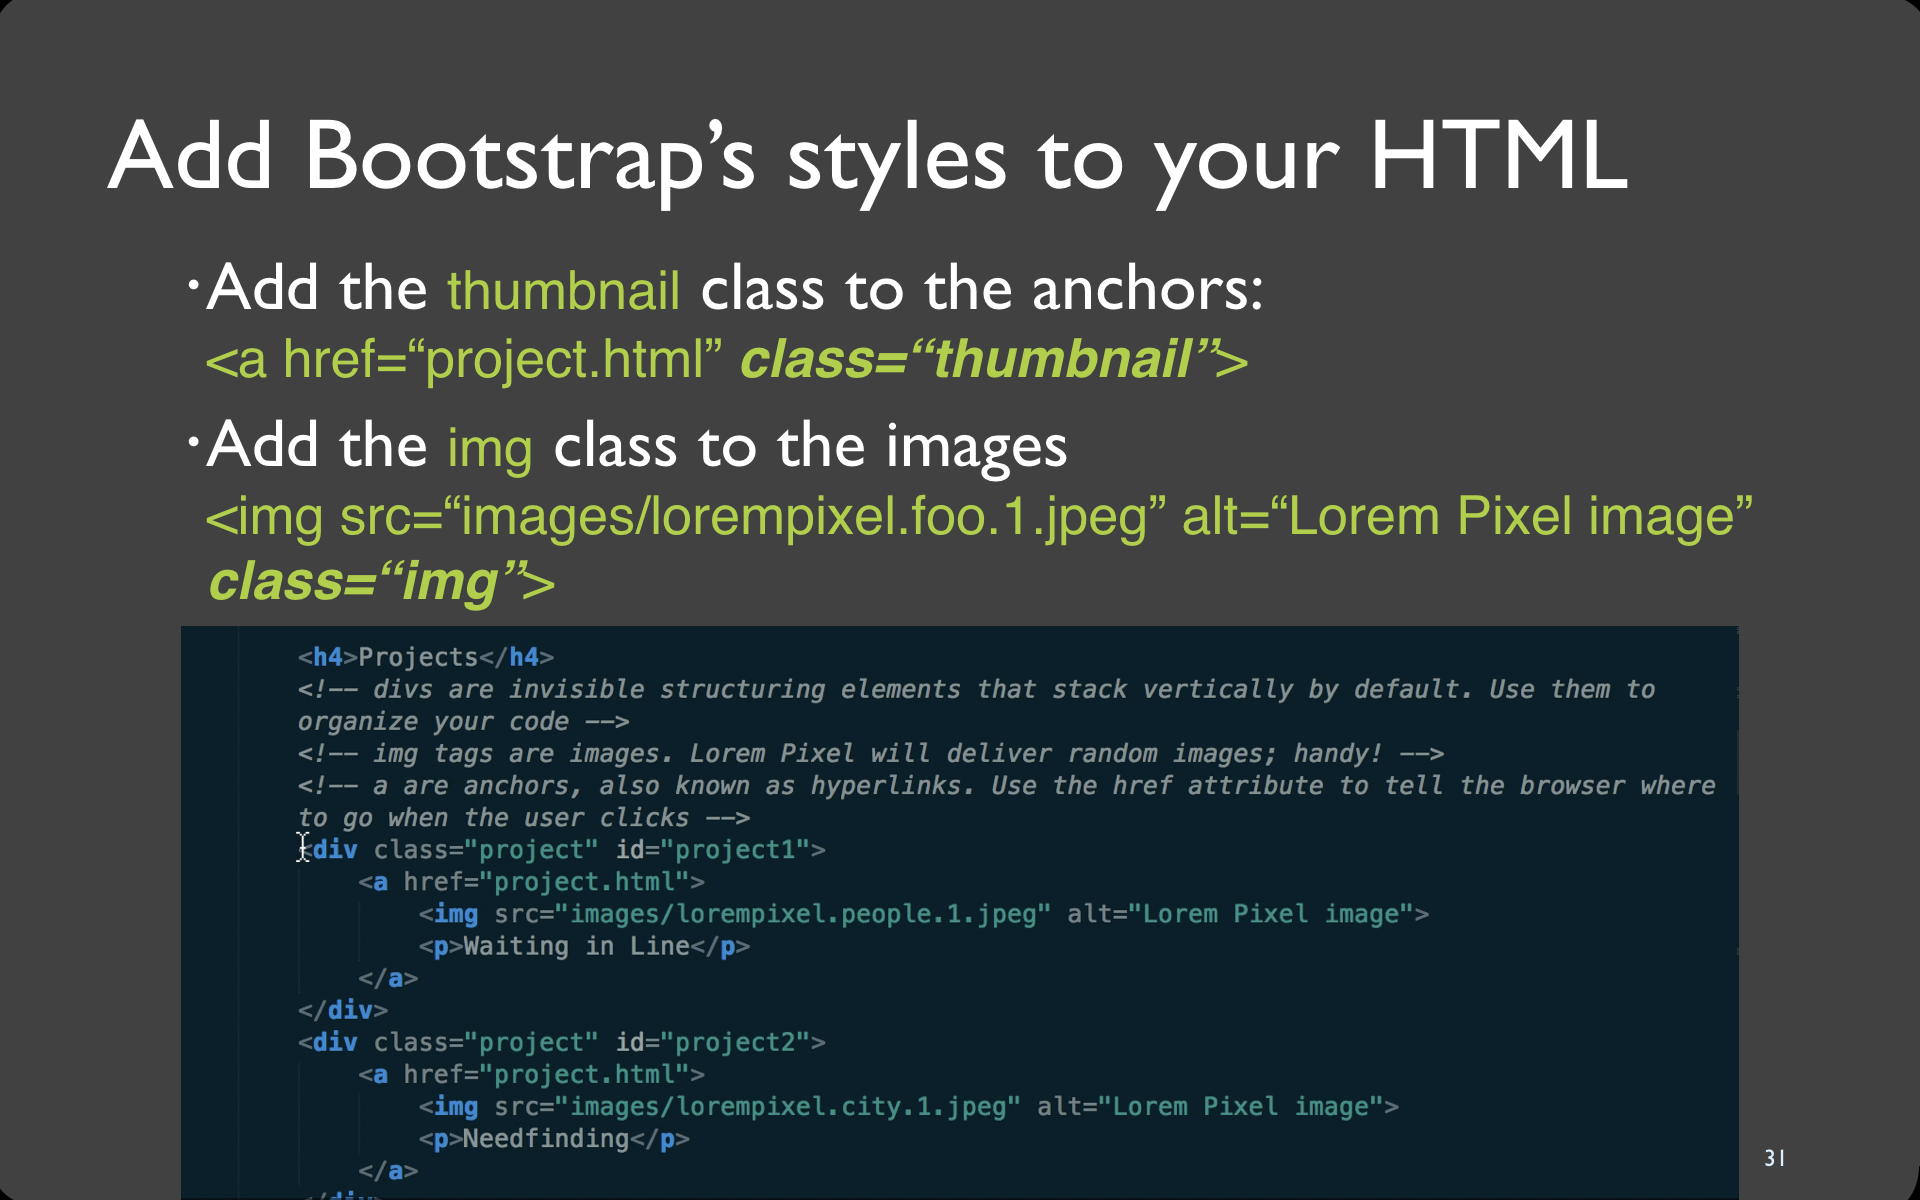 Add Bootstrap’s styles to your HTML
•Add the thumbnail class to the anchors:
<a href=“project.html” class=“thumbnail”>
•Add the img class to the images
<img src=“images/lorempixel.foo.1.jpeg” alt=“Lorem Pixel image”
class=“img”>
<h4>Projects</h4>
<!-- divs are invisible structuring elements that stack vertically by default. Use them to
organize your code -->
<!-- img tags are images. Lorem Pixel will deliver random images; handy! -->
<!-- a are anchors, also known as hyperlinks. Use the href attribute to tell the browser where
to go when the user clicks -->
<div class="project" id="project1">
<a href="project.html">
<img src="images/lorempixel.people.1.jpeg" alt="Lorem Pixel image">
<p>Waiting in Line</p>
</a>
</div>
<div class="project" id="project2">
<a href="project.html">
<img src="images/lorempixel.city.1.jpeg" alt="Lorem Pixel image">
<p>Needfinding</p>
</a>
</div>
31